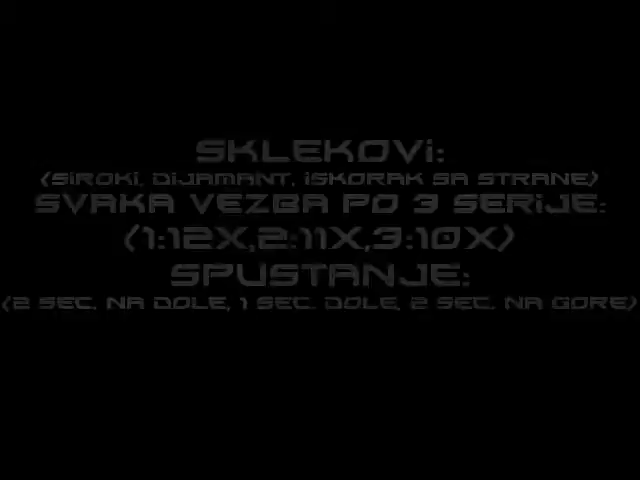 SKLEKOVi:
(SiROKi, DiJAMANT, iSKORAK SA STRANE)
SVAKA VEZBA PO 3 SERiJE:
(1:12X,2:11X,3:10X)
SPUSTANJE:
(2 SEC. NA DOLE, 1 SEC. DOLE, 2 SEC. NA GORE)